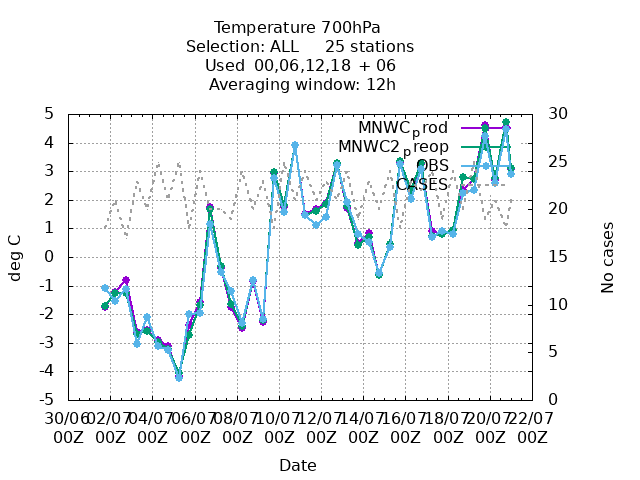 Temperature 700hPa
Selection: ALL 25 stations
Used 00,06,12,18 + 06
Averaging window: 12h
MNWC_prod
MNWC2_preop
OBS
CASES
deg C
5
4
3
2
1
0
-1
-2
-3
-4
-5
No cases
30
25
20
15
10
5
0
30/06 02/07 04/07 06/07 08/07 10/07 12/07 14/07 16/07 18/07 20/07 22/07
00Z 00Z 00Z 00Z 00Z 00Z 00Z 00Z 00Z 00Z 00Z 00Z
Date